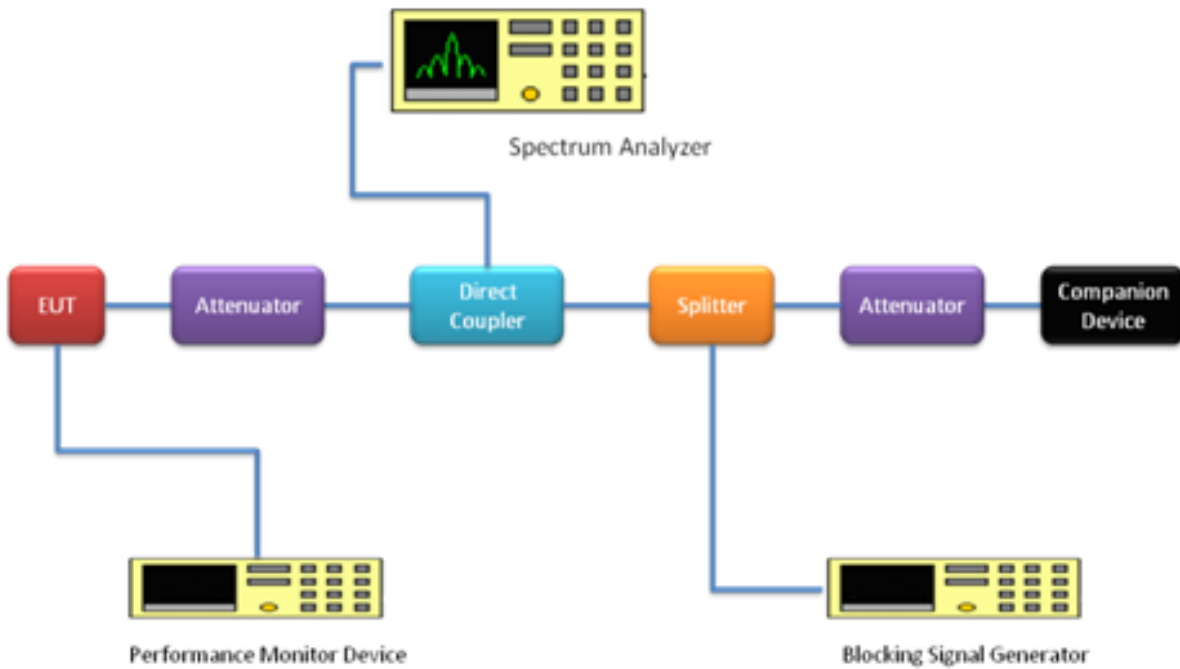 Spectrum Analyzer
EUT
Attenuator
Direct
Coupler
Splitter
Attenuator
Companion
Device
Performance Monitor Device
Blocking Signal Generator